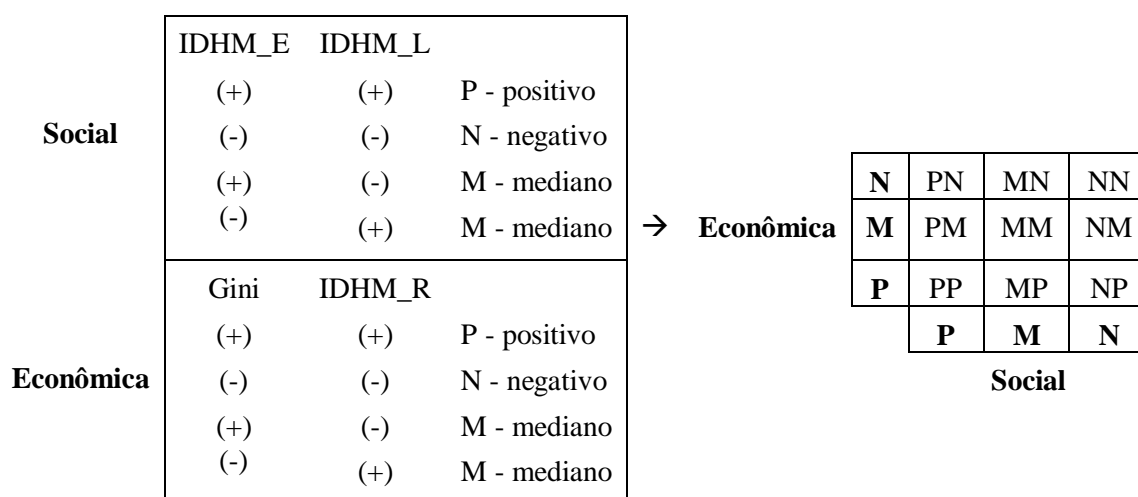 IDHM_E IDHM_L
(+) (+) P - positivo
Social (-) (-) N - negativo
(+) (-) M - mediano
(-) (+) M - mediano
Gini IDHM_R
(+) (+) P - positivo
Econômica (-) (-) N - negativo
(+) (-) M - mediano
(-) (+) M - mediano
→ Econômica
N PN MN NN
M PM MM NM
P PP MP NP
P M N
Social